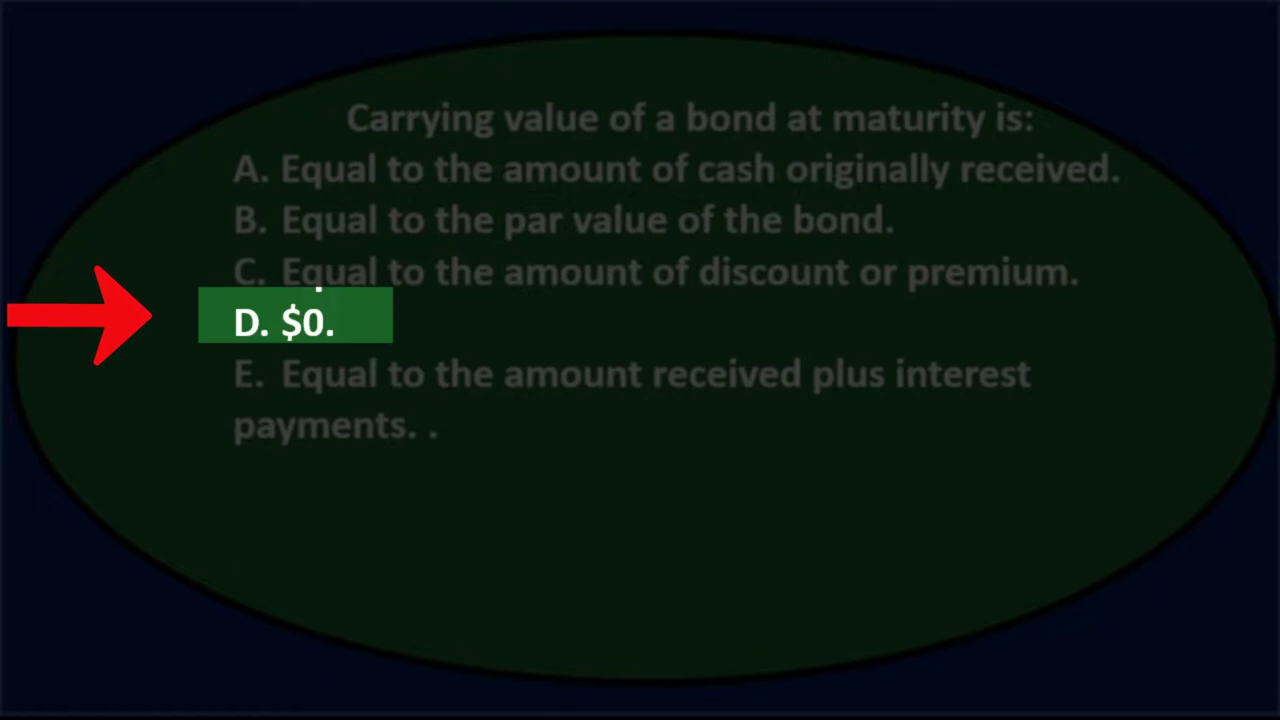 Carrying value of a bond at maturity is:
A. Equal to the amount of cash originally received.
B. Equal to the par value of the bond.
C. Equal to the amount of discount or premium.
D. $0.
E. Equal to the amount received plus interest
payments. .